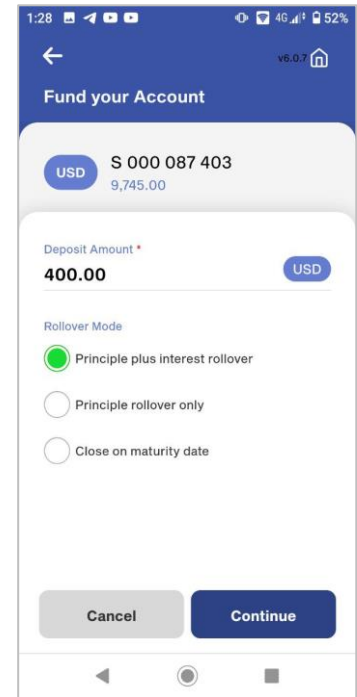 1:28 4G 52%
v6.0.7
Fund your Account
USD S 000 087 403
9,745.00
Deposit Amount *
400.00 USD
Rollover Mode
Principle plus interest rollover
Principle rollover only
Close on maturity date
Cancel Continue